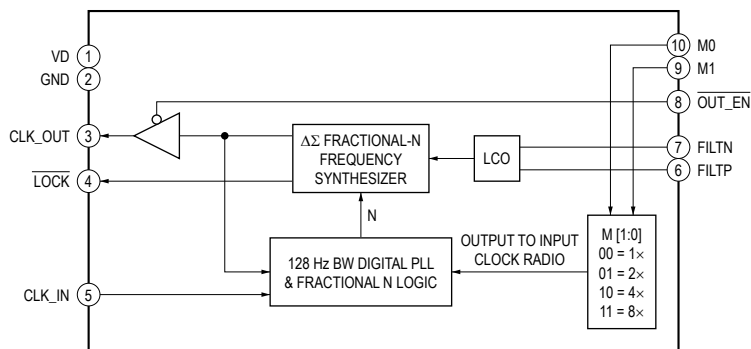 VD 1
GND 2
CLK_OUT 3
LOCK 4
CLK_IN 5
10 M0
9 M1
8 OUT_EN
7 FILTN
6 FILTP
ΔΣ FRACTIONAL-N
FREQUENCY
SYNTHESIZER
LCO
N
128 Hz BW DIGITAL PLL
& FRACTIONAL N LOGIC
OUTPUT TO INPUT
CLOCK RADIO
M [1:0]
00 = 1×
01 = 2×
10 = 4×
11 = 8×